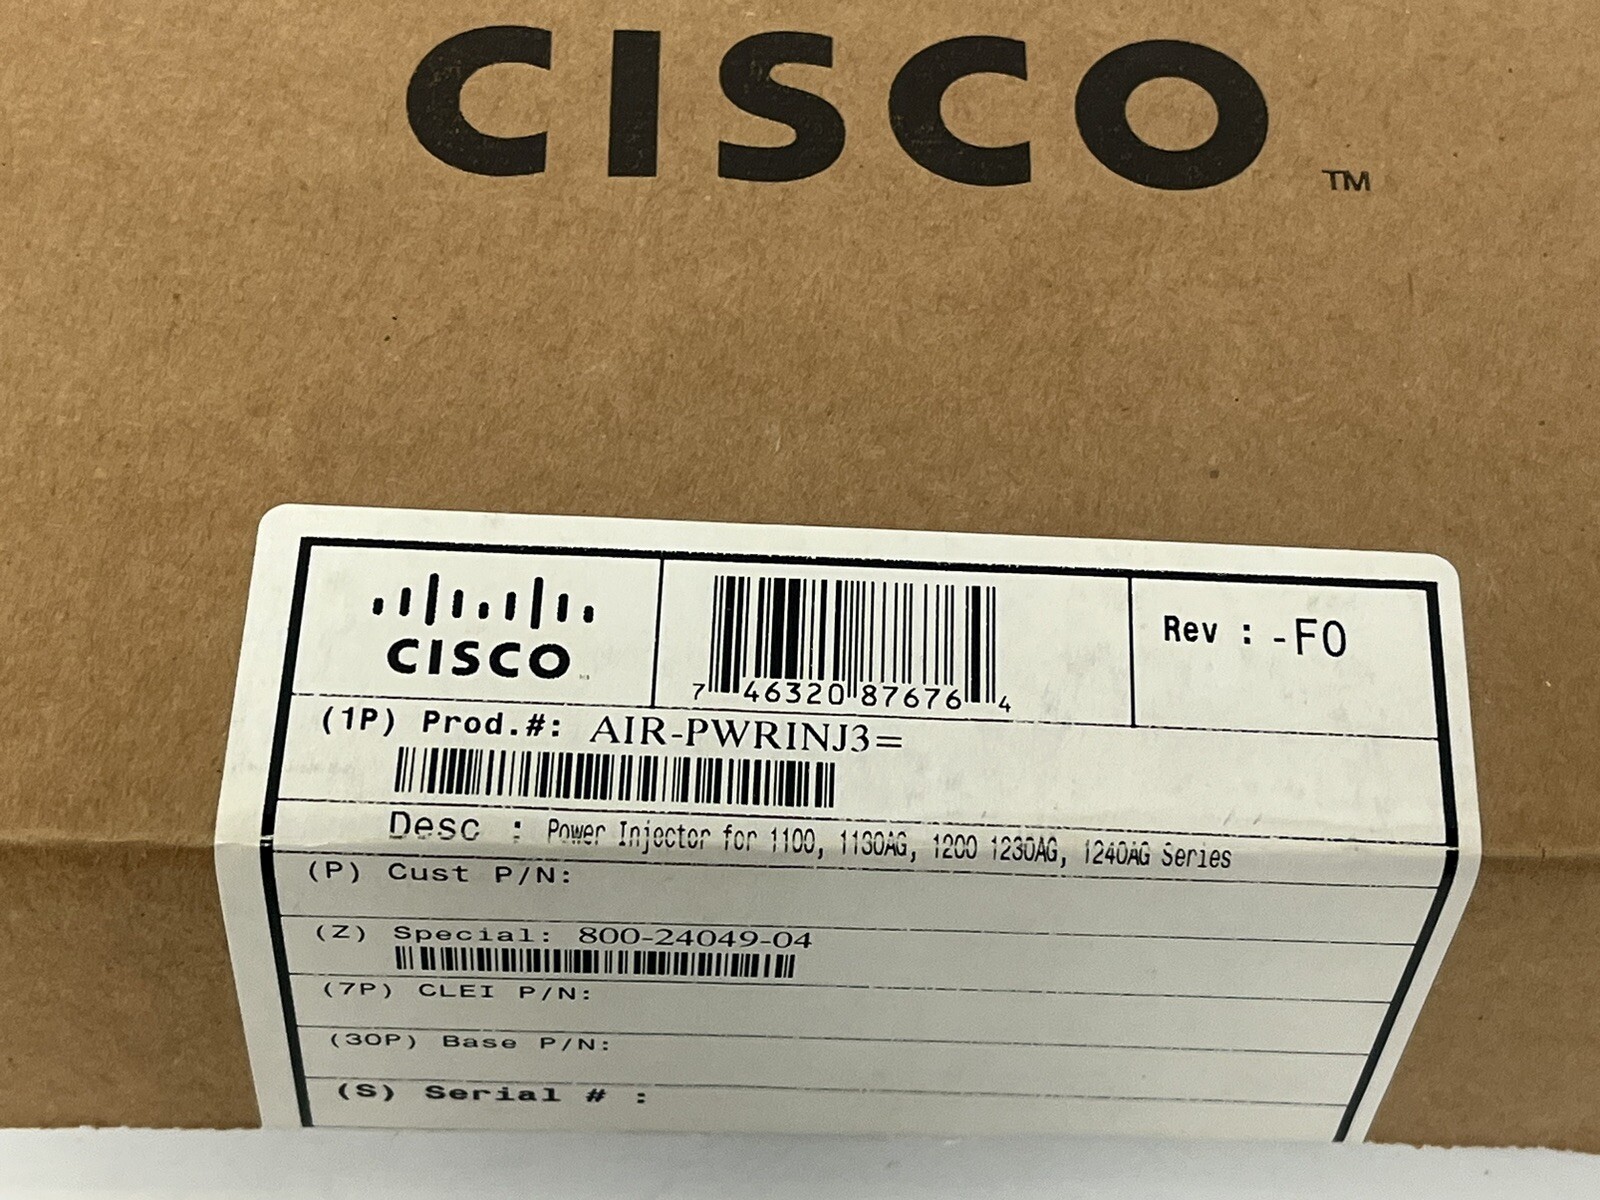 CISCO TM
CISCO
7 46320 87676 4
Rev : -F0
(1P) Prod.#: AIR-PWRINJ3=
Desc : Power Injector for 1100, 1130AG, 1200 1230AG, 1240AG Series
(P) Cust P/N:
(Z) Special: 800-24049-04
(7P) CLEI P/N:
(30P) Base P/N:
(S) Serial # :